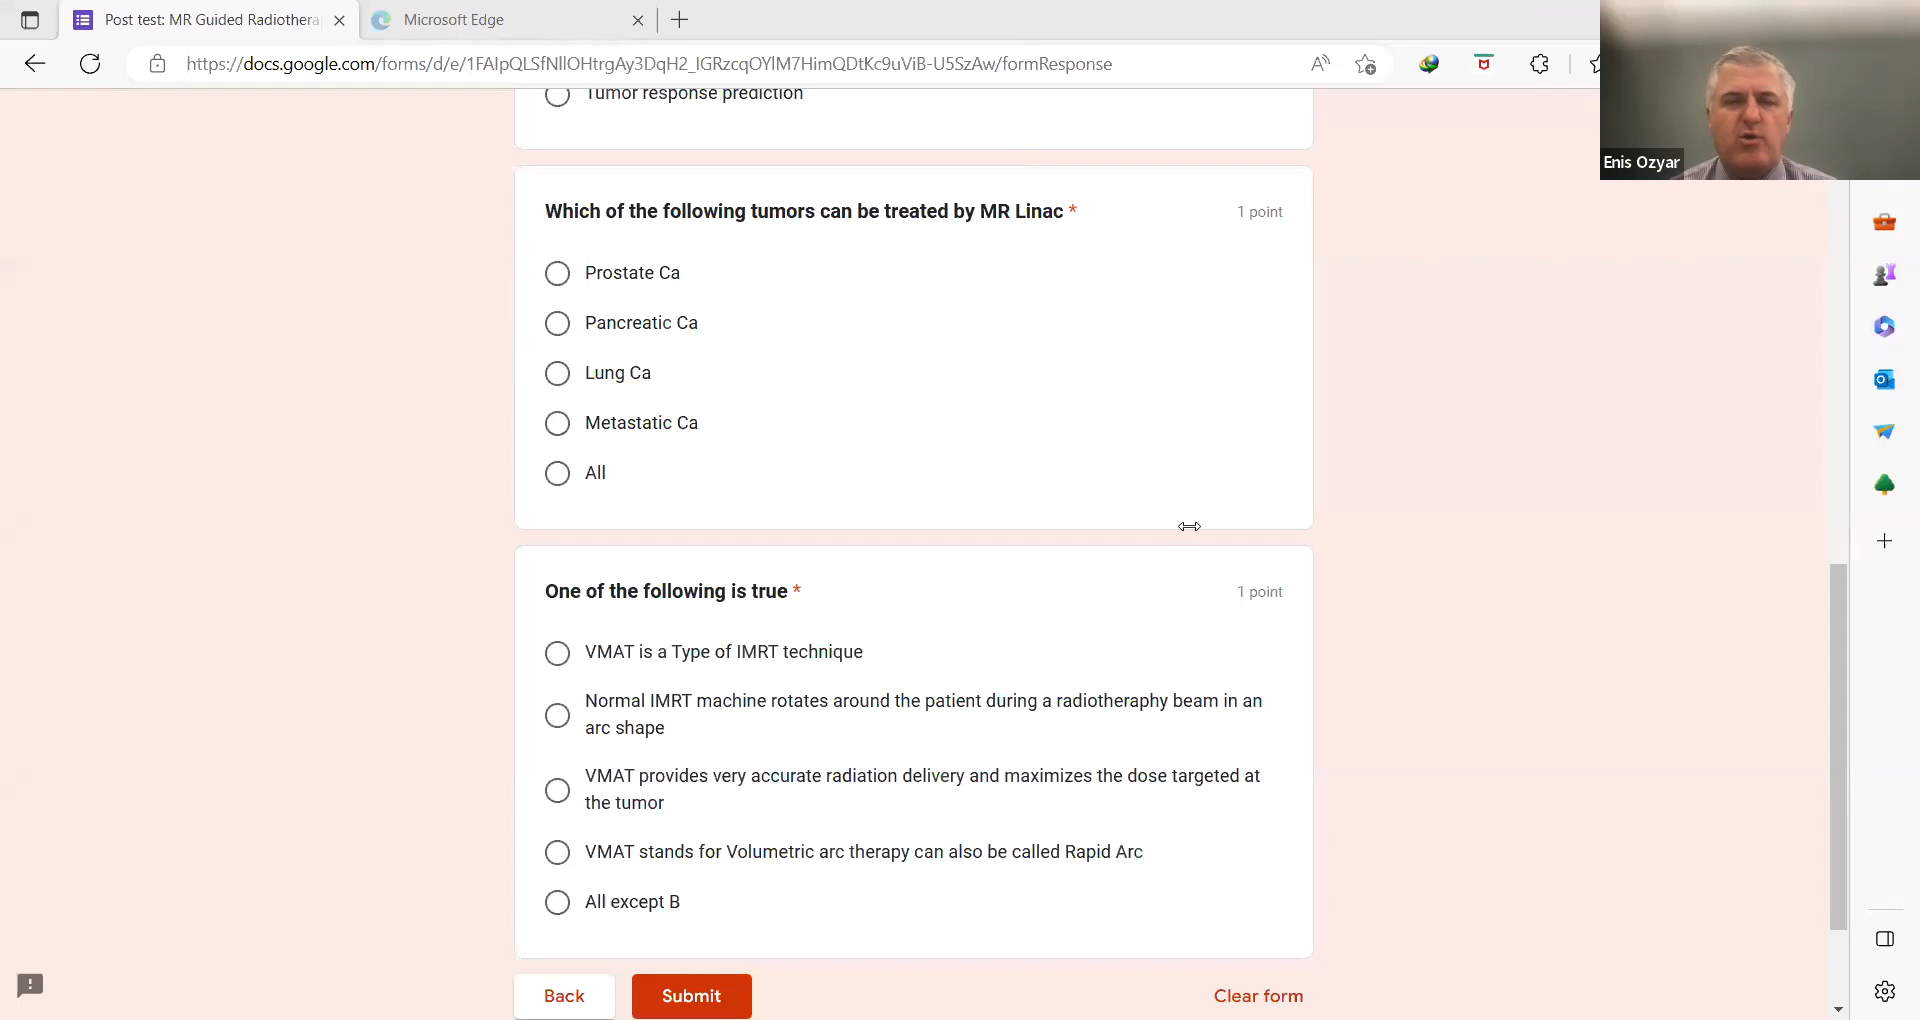 Post test: MR Guided Radiothera
Microsoft Edge
https://docs.google.com/forms/d/e/1FAIpQLSfNllOHtrgAy3DqH2_lGRzcqOYlM7HimQDtKc9uViB-U5SzAw/formResponse
Enis Ozyar
Tumor response prediction
Which of the following tumors can be treated by MR Linac *
1 point
Prostate Ca
Pancreatic Ca
Lung Ca
Metastatic Ca
All
One of the following is true *
1 point
VMAT is a Type of IMRT technique
Normal IMRT machine rotates around the patient during a radiotheraphy beam in an
arc shape
VMAT provides very accurate radiation delivery and maximizes the dose targeted at
the tumor
VMAT stands for Volumetric arc therapy can also be called Rapid Arc
All except B
Back
Submit
Clear form